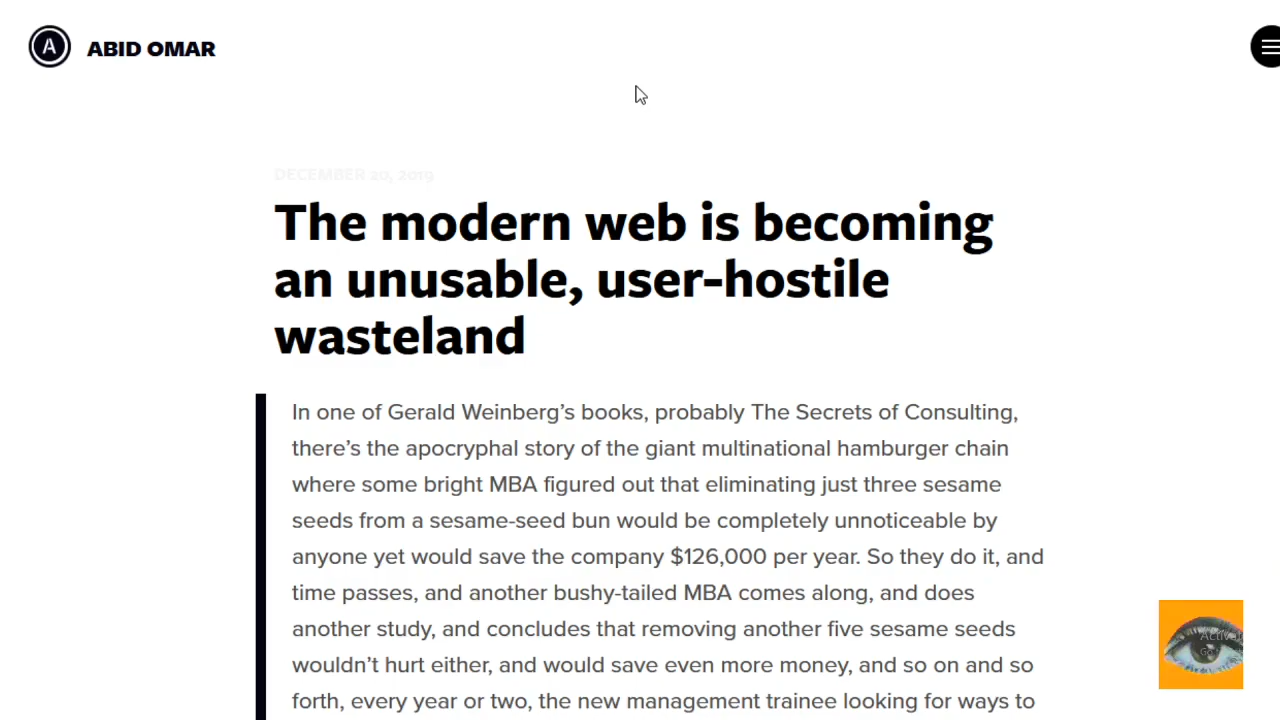 A
ABID OMAR
DECEMBER 20, 2019
The modern web is becoming
an unusable, user-hostile
wasteland
In one of Gerald Weinberg’s books, probably The Secrets of Consulting,
there’s the apocryphal story of the giant multinational hamburger chain
where some bright MBA figured out that eliminating just three sesame
seeds from a sesame-seed bun would be completely unnoticeable by
anyone yet would save the company $126,000 per year. So they do it, and
time passes, and another bushy-tailed MBA comes along, and does
another study, and concludes that removing another five sesame seeds
wouldn’t hurt either, and would save even more money, and so on and so
forth, every year or two, the new management trainee looking for ways to